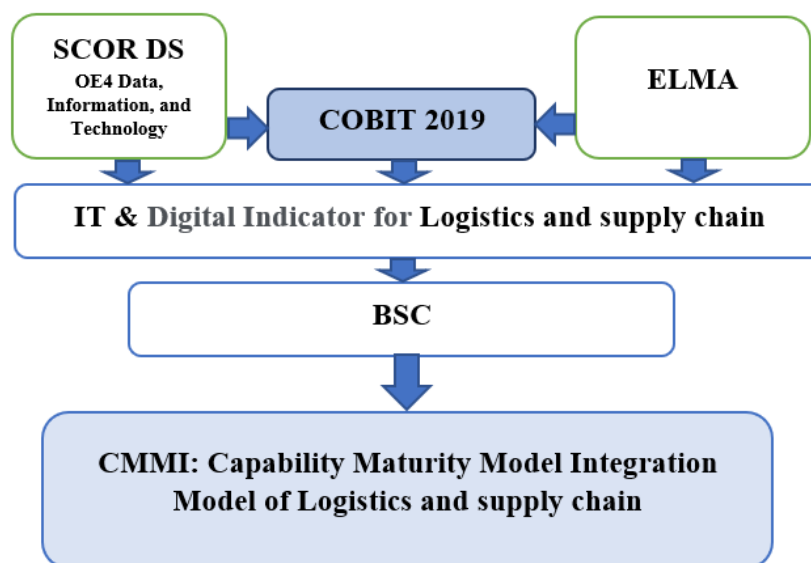 SCOR DS
OE4 Data,
Information, and
Technology
COBIT 2019
ELMA
IT & Digital Indicator for Logistics and supply chain
BSC
CMMI: Capability Maturity Model Integration
Model of Logistics and supply chain